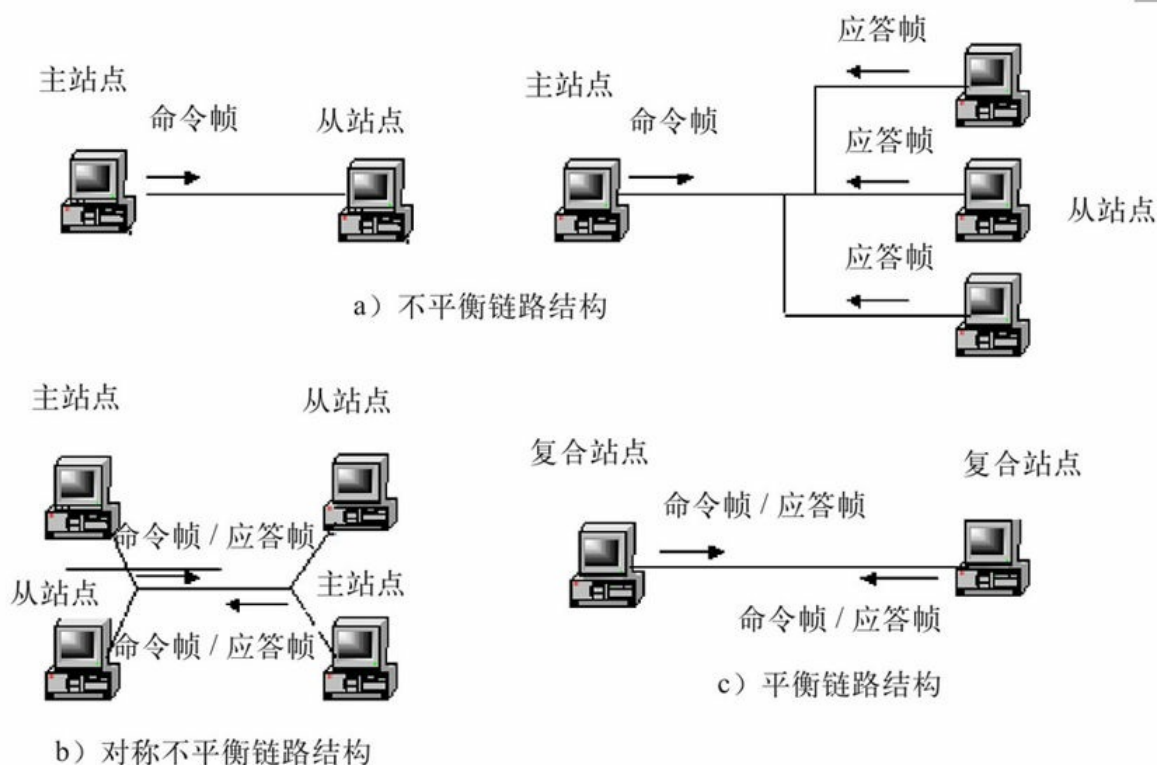 主站点
命令帧
从站点
主站点
命令帧
应答帧
应答帧
应答帧
从站点
a）不平衡链路结构
主站点
从站点
命令帧 / 应答帧
从站点
主站点
命令帧 / 应答帧
b）对称不平衡链路结构
复合站点
复合站点
命令帧 / 应答帧
命令帧 / 应答帧
c）平衡链路结构